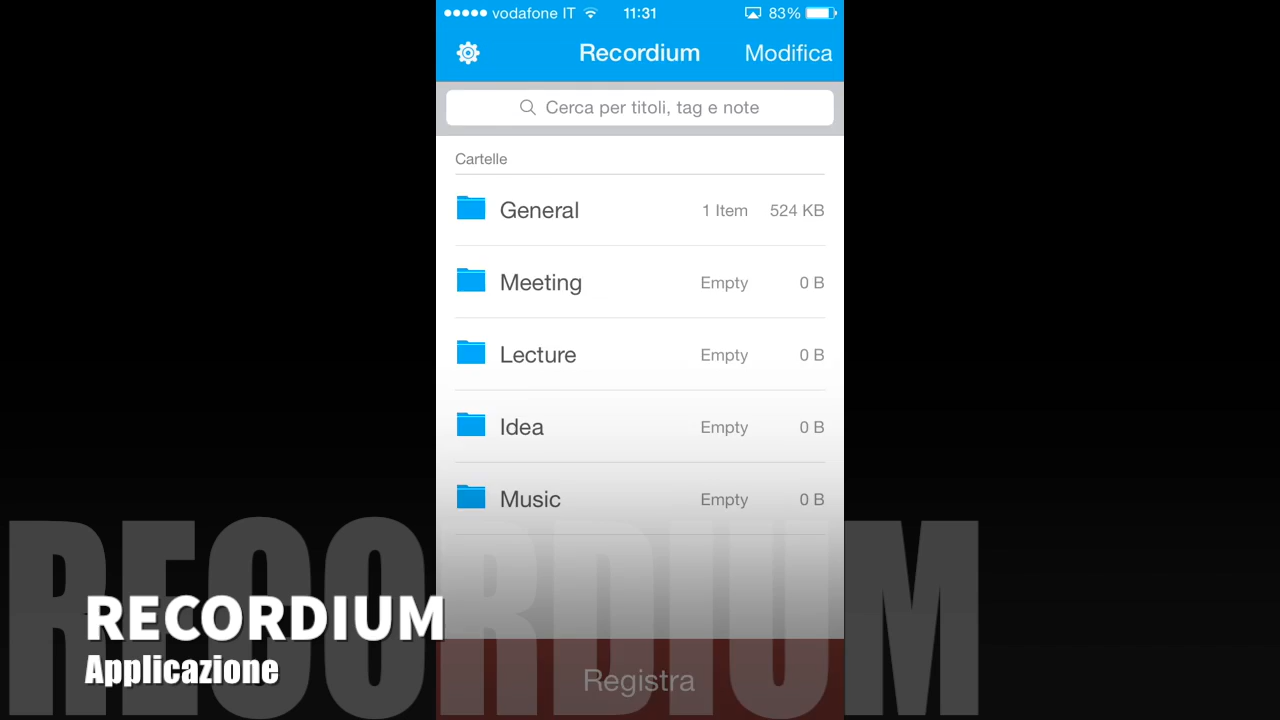 vodafone IT 11:31 83%
Recordium Modifica
Cerca per titoli, tag e note
Cartelle
General 1 Item 524 KB
Meeting Empty 0 B
Lecture Empty 0 B
Idea Empty 0 B
Music Empty 0 B
RECORDIUM
RECORDIUM
Applicazione
Registra